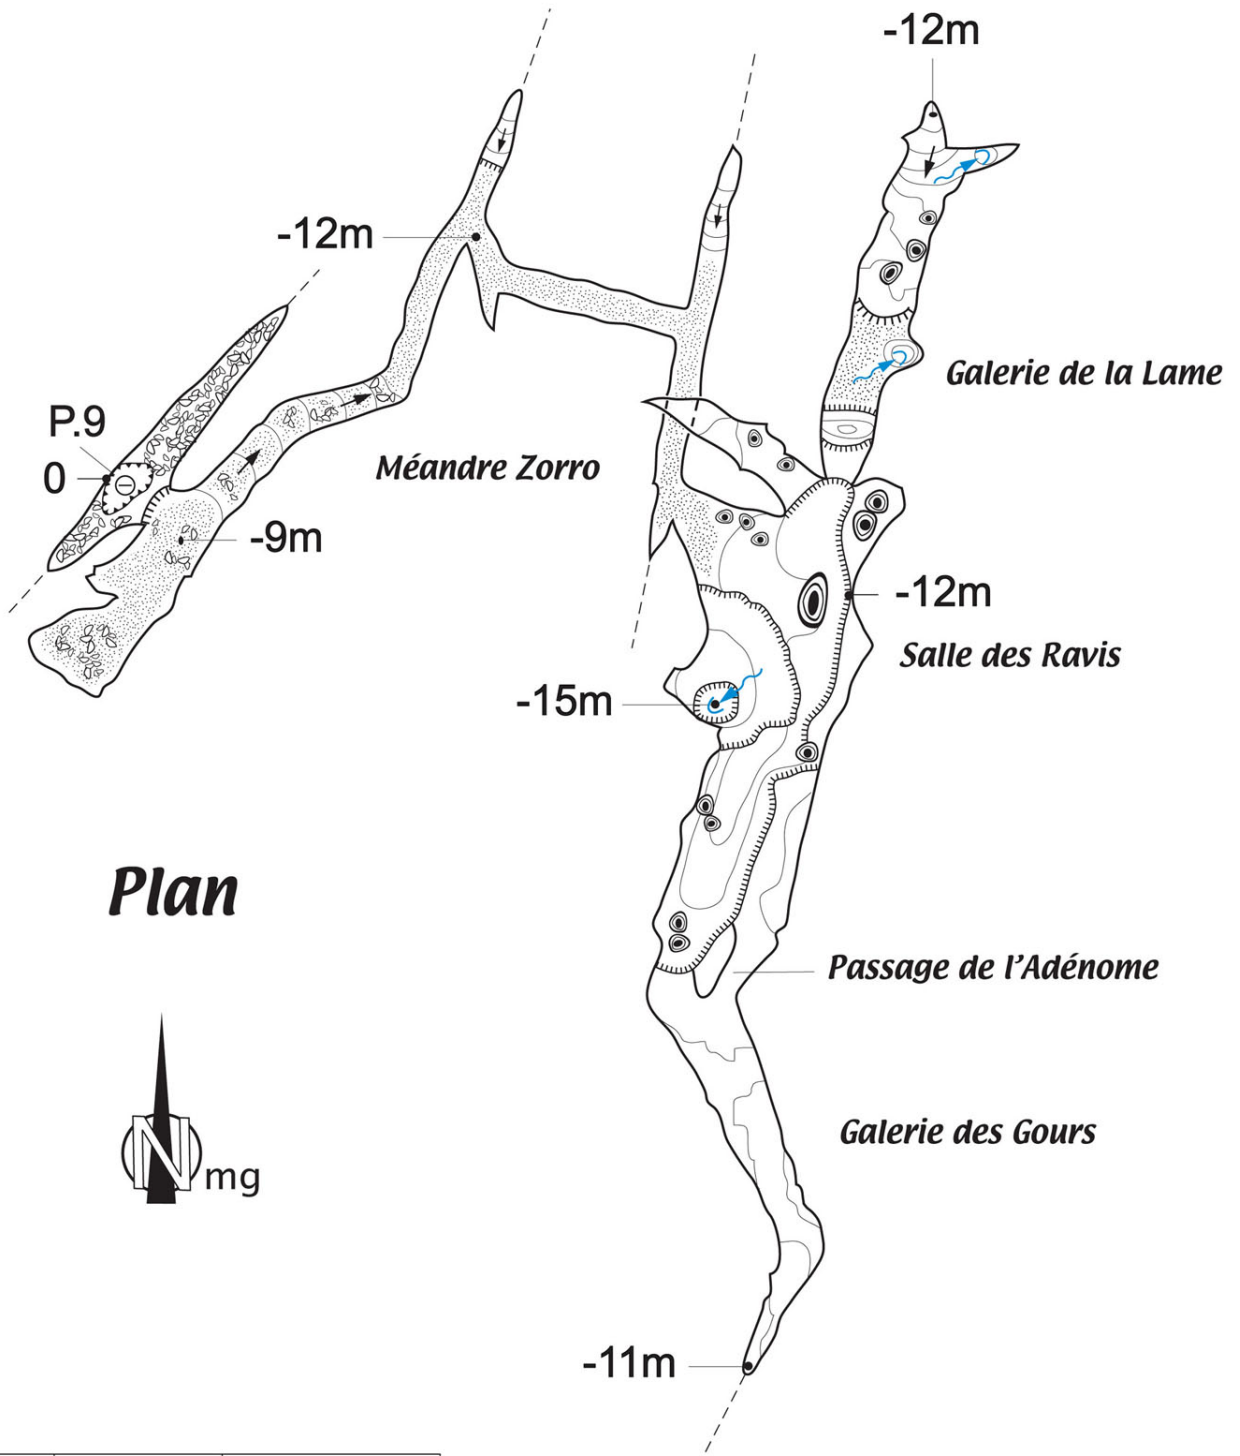 -12m
-12m
Galerie de la Lame
P.9
0
Méandre Zorro
-9m
-12m
Salle des Ravis
-15m
Plan
Passage de l'Adénome
N
mg
Galerie des Gours
-11m